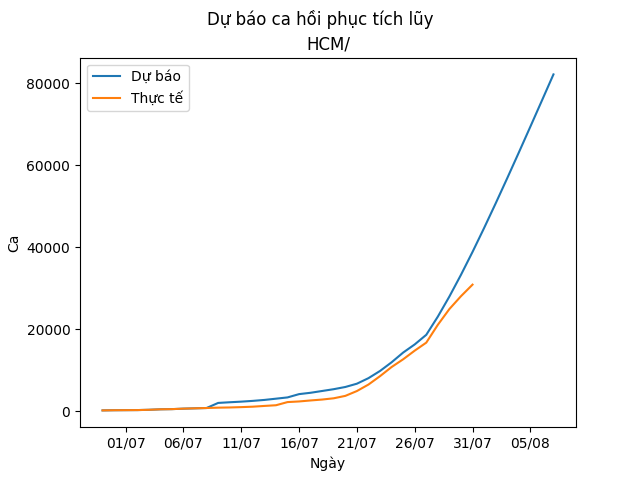 Dự báo ca hồi phục tích lũy
HCM/
Dự báo
Thực tế
80000
60000
40000
20000
0
Ca
01/07 06/07 11/07 16/07 21/07 26/07 31/07 05/08
Ngày